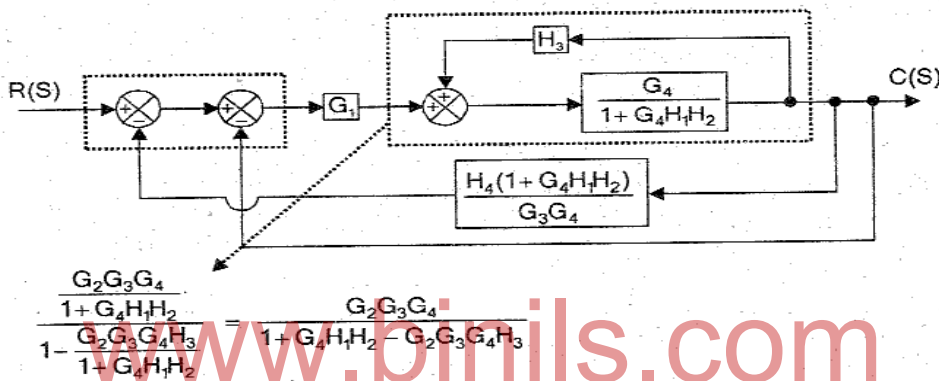 H₃
R(S)
+
+
G₁
+
+
G₄
1 + G₄H₁H₂
C(S)
−
H₄(1 + G₄H₁H₂)
G₃G₄
G₂G₃G₄
1 + G₄H₁H₂
1 - G₂G₃G₄H₃
1 + G₄H₁H₂
=
G₂G₃G₄
1 + G₄H₁H₂ − G₂G₃G₄H₃
www.binils.com